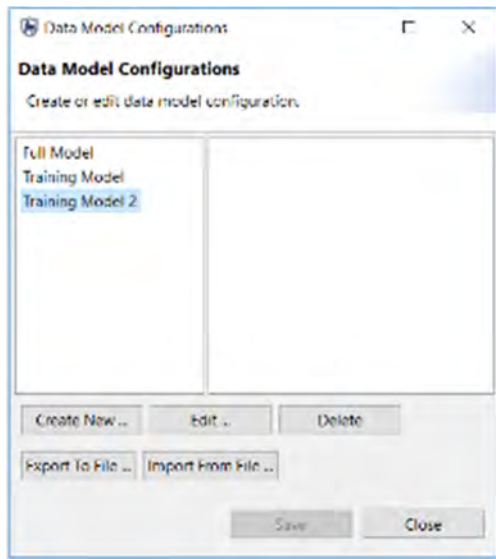 Data Model Configurations
Data Model Configurations
Create or edit data model configuration.
Full Model
Training Model
Training Model 2
Create New ..
Edit ..
Delete
Export To File ..
Import From File ..
Save
Close